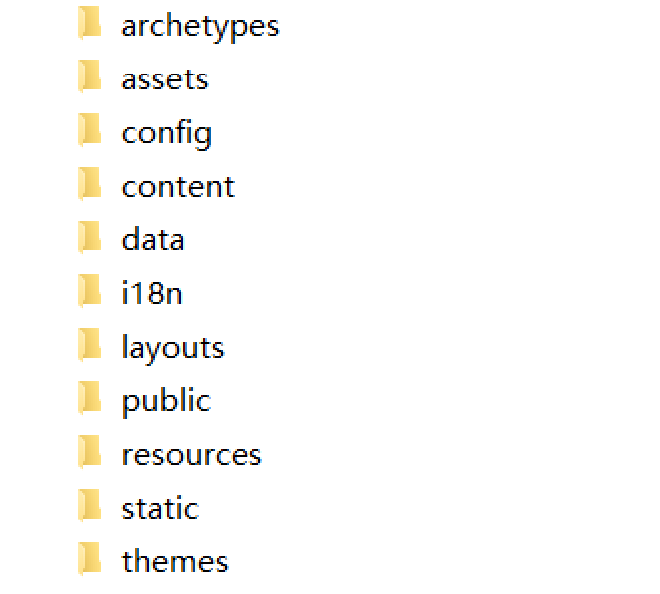 archetypes
assets
config
content
data
i18n
layouts
public
resources
static
themes